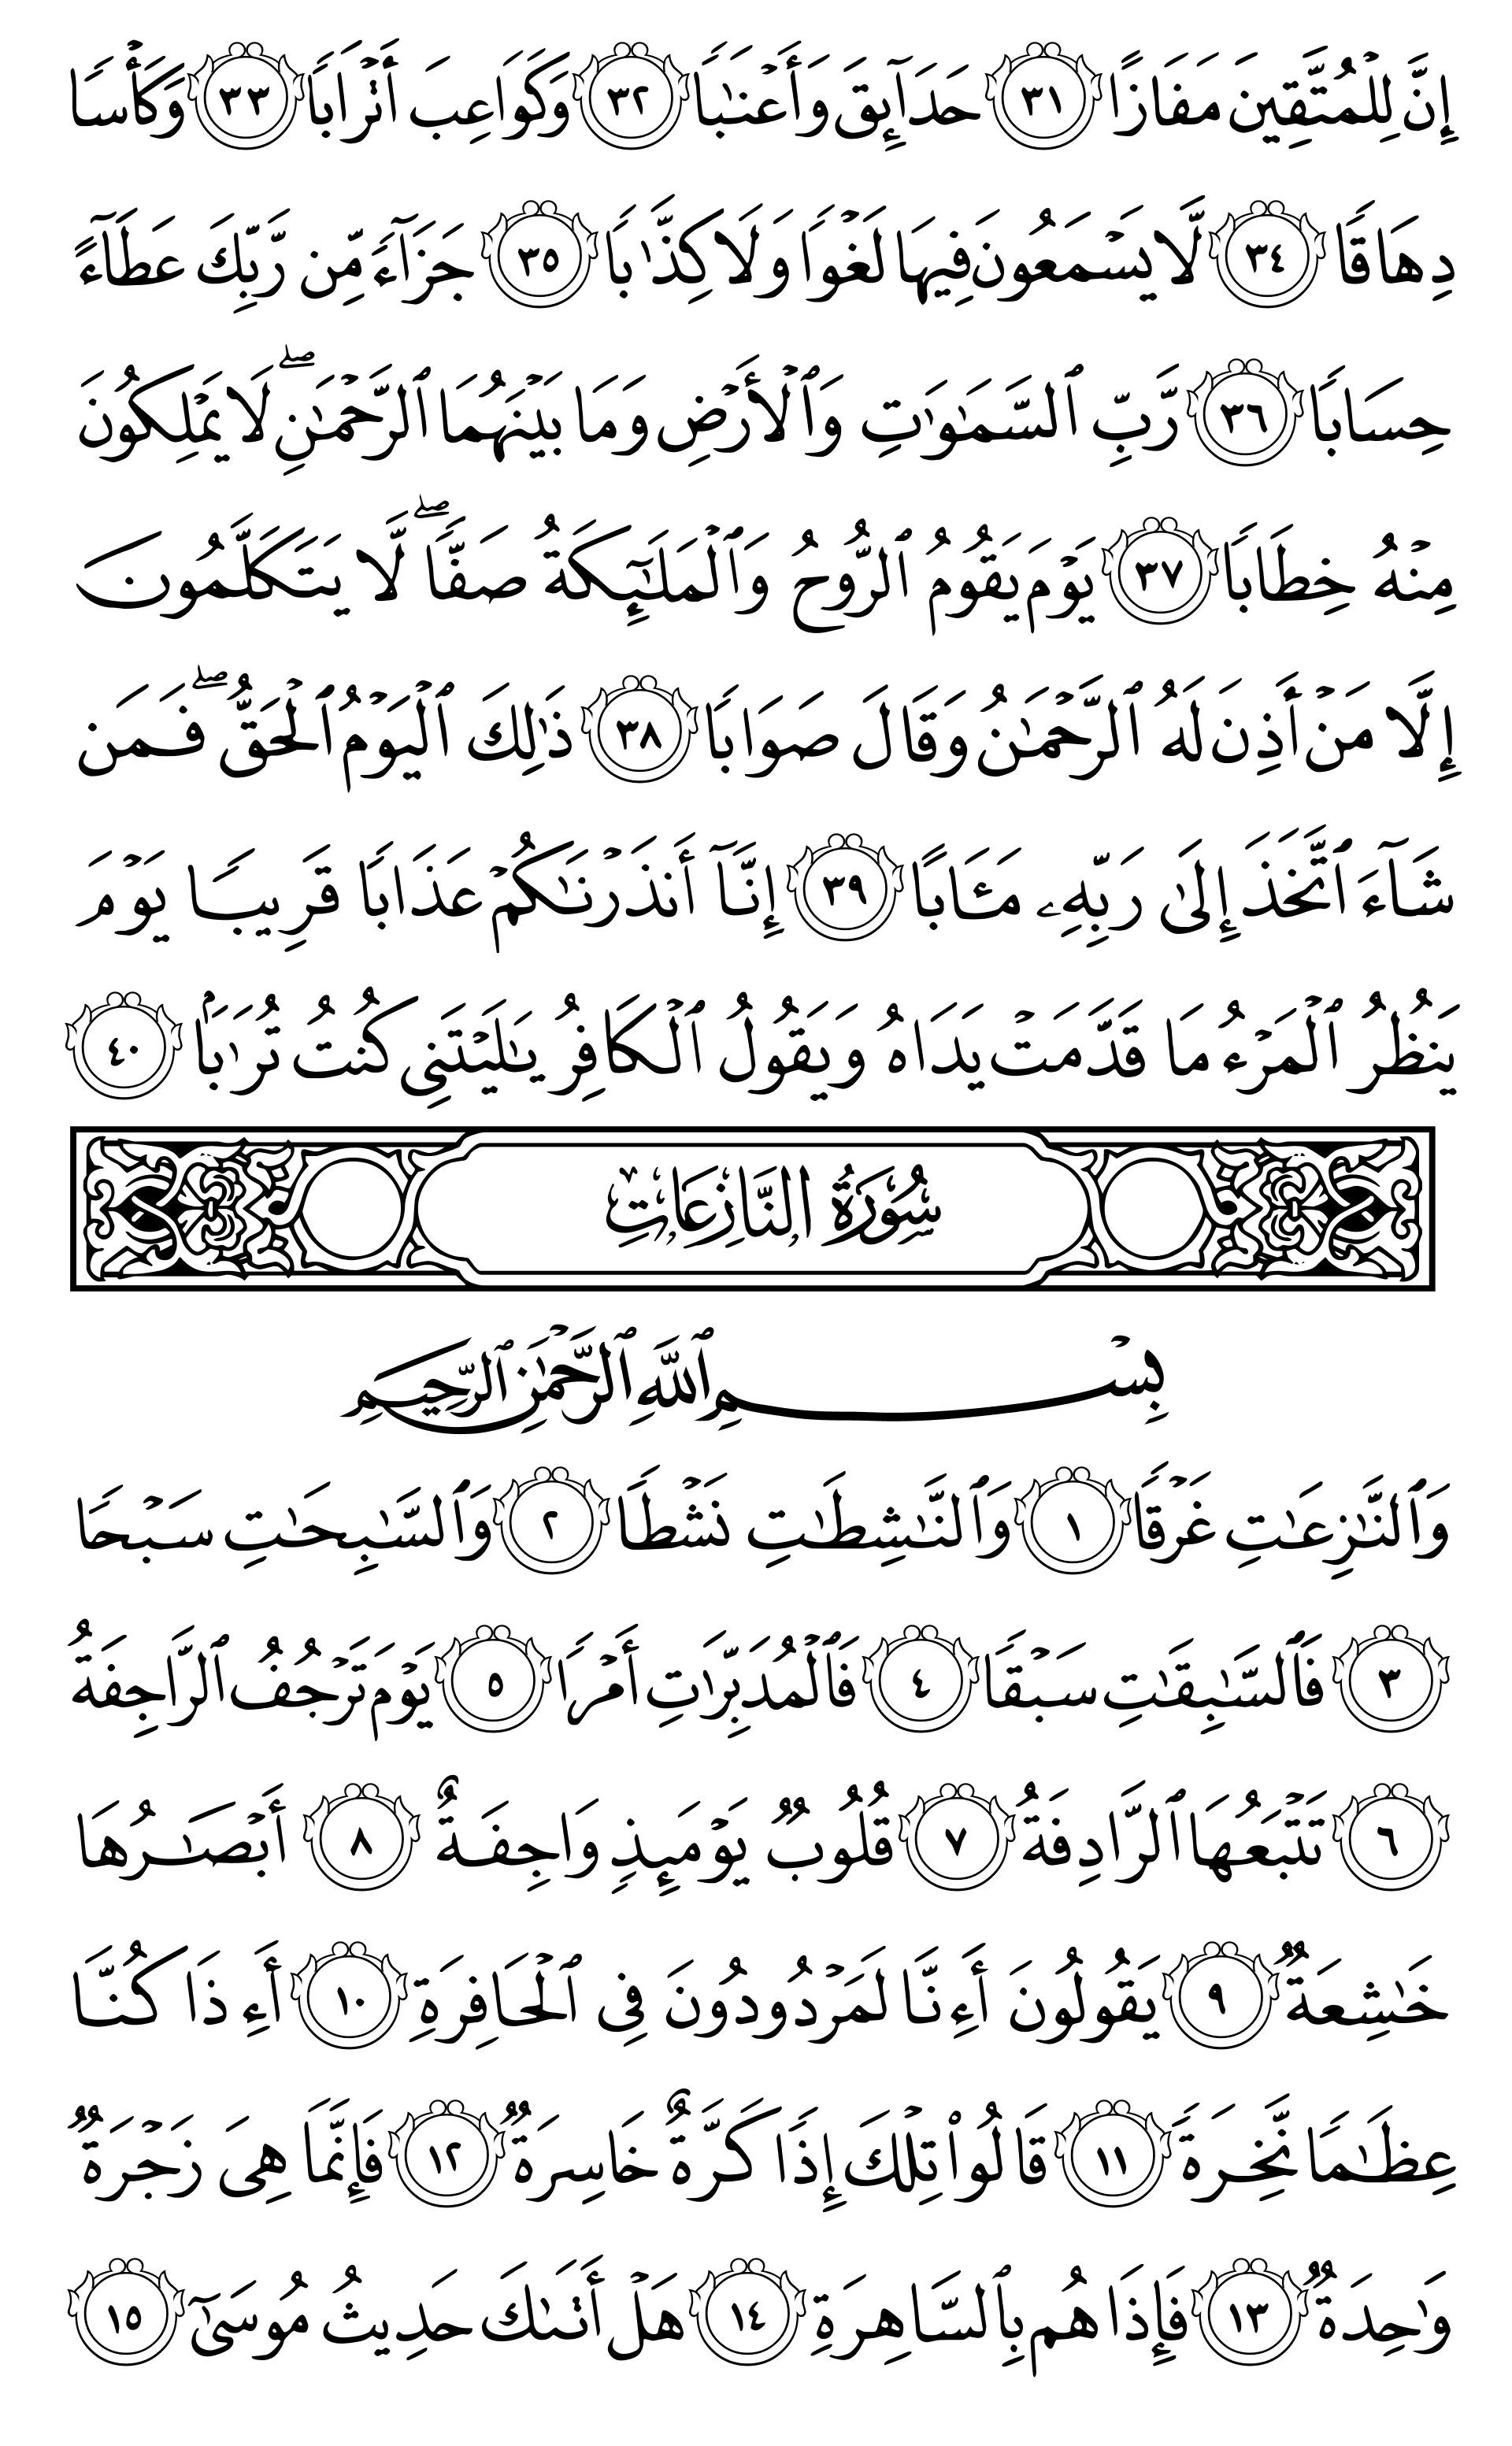 إِنَّ لِلْمُتَّقِينَ مَفَازًا ٣١ حَدَآئِقَ وَأَعْنَـٰبًا ٣٢ وَكَوَاعِبَ أَتْرَابًا ٣٣ وَكَأْسًا
دِهَاقًا ٣٤ لَّا يَسْمَعُونَ فِيهَا لَغْوًا وَلَا كِذَّٰبًا ٣٥ جَزَآءً مِّن رَّبِّكَ عَطَآءً
حِسَابًا ٣٦ رَّبِّ ٱلسَّمَـٰوَٰتِ وَٱلْأَرْضِ وَمَا بَيْنَهُمَا ٱلرَّحْمَـٰنِ ۖ لَا يَمْلِكُونَ
مِنْهُ خِطَابًا ٣٧ يَوْمَ يَقُومُ ٱلرُّوحُ وَٱلْمَلَـٰٓئِكَةُ صَفًّا ۖ لَّا يَتَكَلَّمُونَ
إِلَّا مَنْ أَذِنَ لَهُ ٱلرَّحْمَـٰنُ وَقَالَ صَوَابًا ٣٨ ذَٰلِكَ ٱلْيَوْمُ ٱلْحَقُّ ۖ فَمَن
شَآءَ ٱتَّخَذَ إِلَىٰ رَبِّهِۦ مَـَٔابًا ٣٩ إِنَّآ أَنذَرْنَـٰكُمْ عَذَابًا قَرِيبًا يَوْمَ
يَنظُرُ ٱلْمَرْءُ مَا قَدَّمَتْ يَدَاهُ وَيَقُولُ ٱلْكَافِرُ يَـٰلَيْتَنِى كُنتُ تُرَٰبًۢا ٤٠
سُورَةُ النَّازِعَاتِ
بِسْمِ ٱللَّهِ ٱلرَّحْمَـٰنِ ٱلرَّحِيمِ
وَٱلنَّـٰزِعَـٰتِ غَرْقًا ١ وَٱلنَّـٰشِطَـٰتِ نَشْطًا ٢ وَٱلسَّـٰبِحَـٰتِ سَبْحًا
٣ فَٱلسَّـٰبِقَـٰتِ سَبْقًا ٤ فَٱلْمُدَبِّرَٰتِ أَمْرًا ٥ يَوْمَ تَرْجُفُ ٱلرَّاجِفَةُ
٦ تَتْبَعُهَا ٱلرَّادِفَةُ ٧ قُلُوبٌ يَوْمَئِذٍ وَاجِفَةٌ ٨ أَبْصَـٰرُهَا
خَـٰشِعَةٌ ٩ يَقُولُونَ أَءِنَّا لَمَرْدُودُونَ فِى ٱلْحَافِرَةِ ١٠ أَءِذَا كُنَّا
عِظَـٰمًا نَّخِرَةً ١١ قَالُوا۟ تِلْكَ إِذًا كَرَّةٌ خَاسِرَةٌ ١٢ فَإِنَّمَا هِىَ زَجْرَةٌ
وَٰحِدَةٌ ١٣ فَإِذَا هُم بِٱلسَّاهِرَةِ ١٤ هَلْ أَتَىٰكَ حَدِيثُ مُوسَىٰٓ ١٥